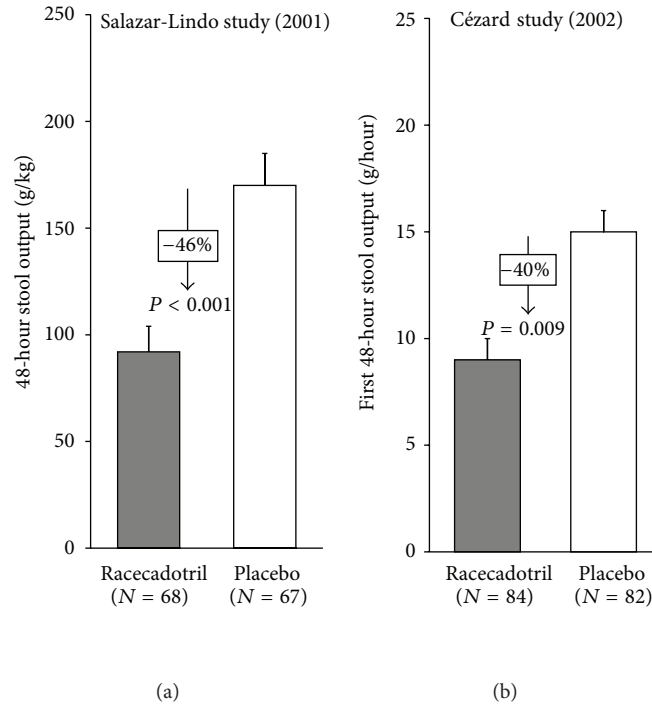 Salazar-Lindo study (2001)
48-hour stool output (g/kg)
250
200
150
100
50
0
−46%
P < 0.001
Racecadotril
(N = 68)
Placebo
(N = 67)
(a)
Cézard study (2002)
First 48-hour stool output (g/hour)
25
20
15
10
5
0
−40%
P = 0.009
Racecadotril
(N = 84)
Placebo
(N = 82)
(b)